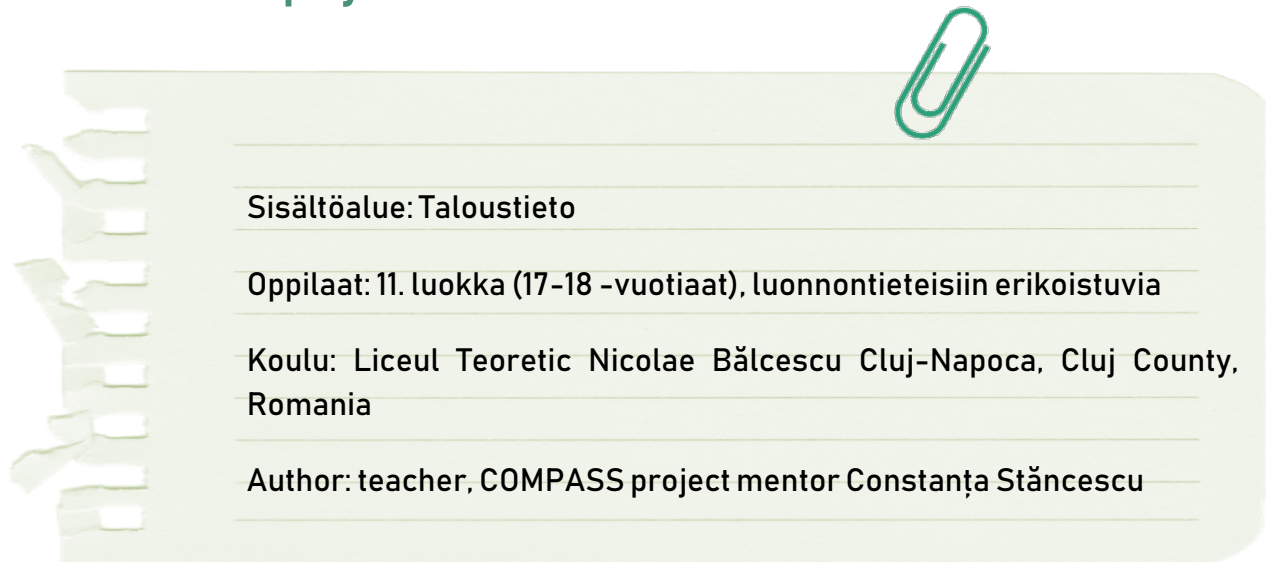 Sisältöalue: Taloustieto
Oppilaat: 11. luokka (17-18 -vuotiaat), luonnontieteisiin erikoistuvia
Koulu: Liceul Teoretic Nicolae Bălcescu Cluj-Napoca, Cluj County,
Romania
Author: teacher, COMPASS project mentor Constanța Stăncescu